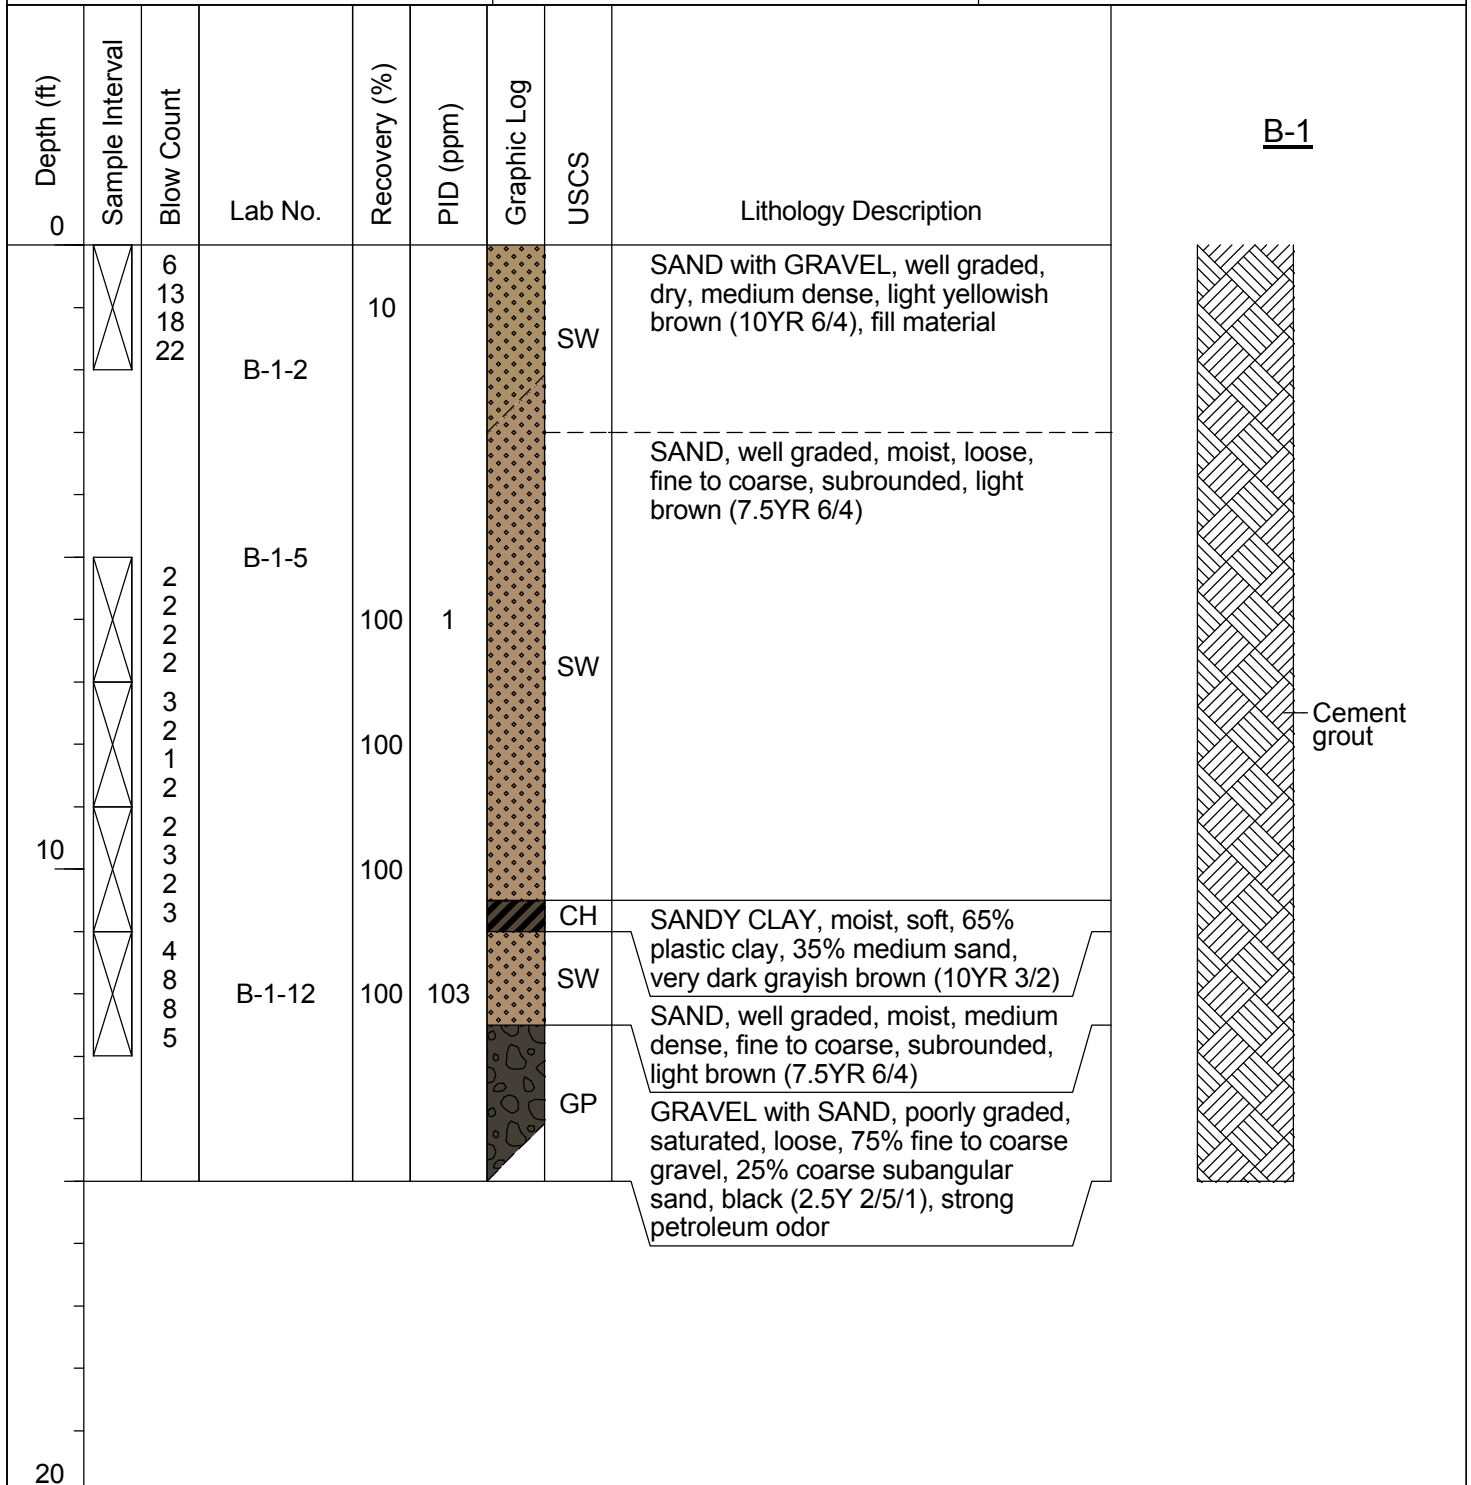 Depth (ft)
Sample Interval
Blow Count
Lab No.
Recovery (%)
PID (ppm)
Graphic Log
USCS
Lithology Description
B-1
0
6
13
18
22
10
B-1-2
SW
SAND with GRAVEL, well graded,
dry, medium dense, light yellowish
brown (10YR 6/4), fill material
SAND, well graded, moist, loose,
fine to coarse, subrounded, light
brown (7.5YR 6/4)
B-1-5
2
2
2
2
100
1
SW
3
2
1
2
100
Cement
grout
10
2
3
2
3
100
CH
SANDY CLAY, moist, soft, 65%
plastic clay, 35% medium sand,
very dark grayish brown (10YR 3/2)
4
8
8
5
B-1-12
100
103
SW
SAND, well graded, moist, medium
dense, fine to coarse, subrounded,
light brown (7.5YR 6/4)
GP
GRAVEL with SAND, poorly graded,
saturated, loose, 75% fine to coarse
gravel, 25% coarse subangular
sand, black (2.5Y 2/5/1), strong
petroleum odor
20